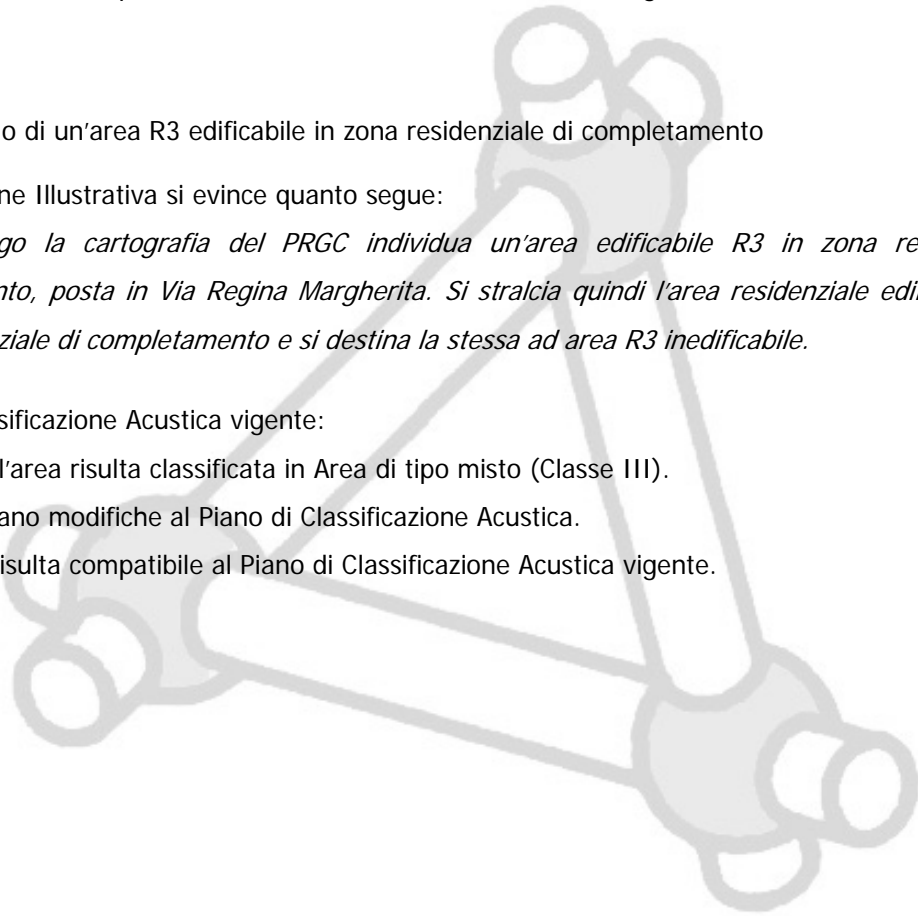 o di un'area R3 edificabile in zona residenziale di completamento
ne Illustrativa si evince quanto segue:
go la cartografia del PRGC individua un'area edificabile R3 in zona re
nto, posta in Via Regina Margherita. Si stralcia quindi l'area residenziale edi
ziale di completamento e si destina la stessa ad area R3 inedificabile.
sificazione Acustica vigente:
l'area risulta classificata in Area di tipo misto (Classe III).
ano modifiche al Piano di Classificazione Acustica.
isulta compatibile al Piano di Classificazione Acustica vigente.